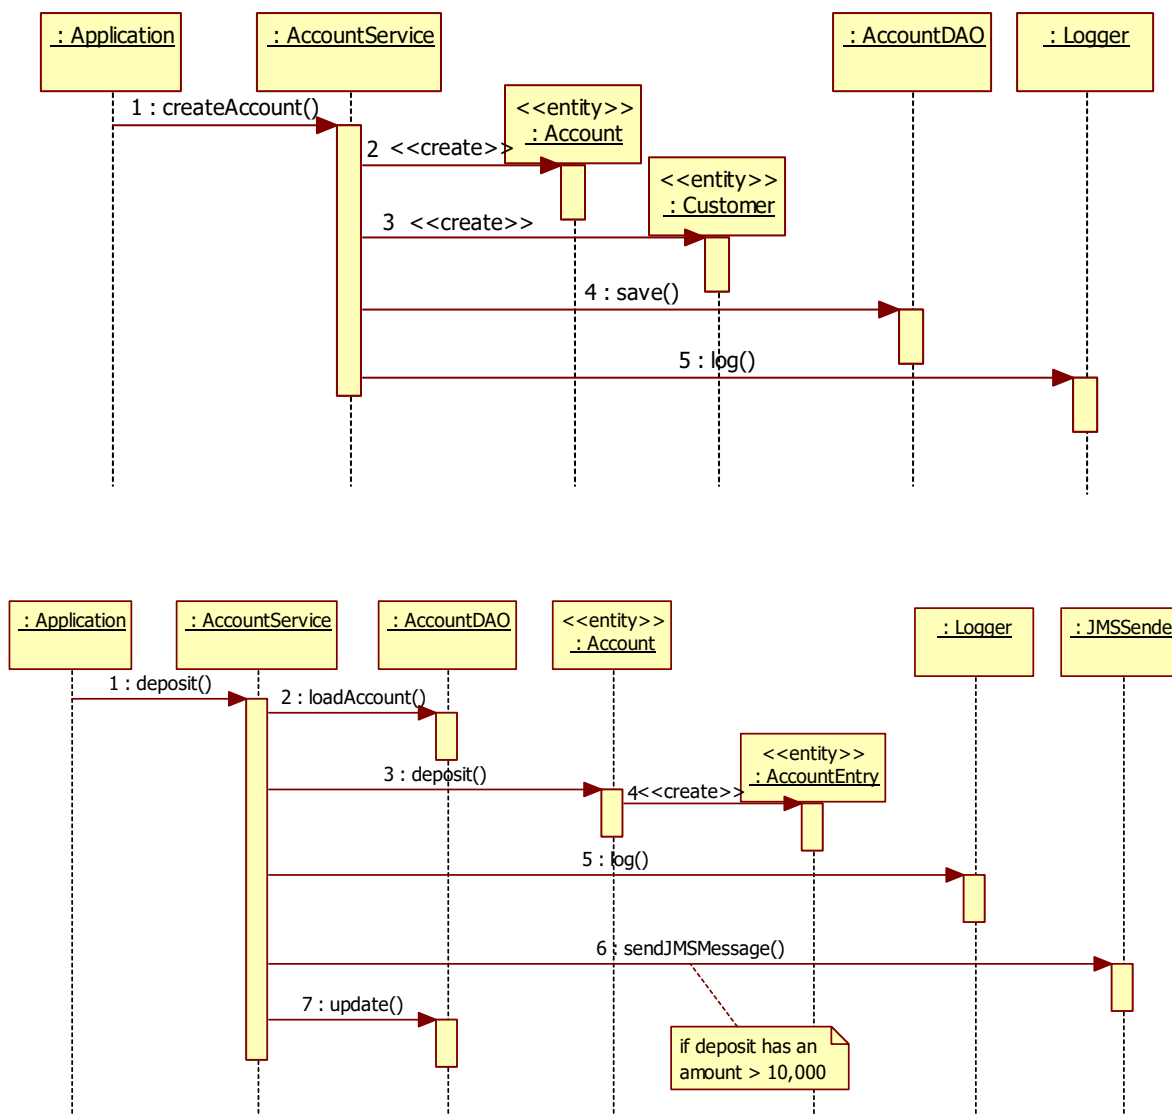 : Application
: AccountService
: AccountDAO
: Logger
<<entity>>
: Account
1 : createAccount()
2 <<create>>
<<entity>>
: Customer
3 <<create>>
4 : save()
5 : log()
: Application
: AccountService
: AccountDAO
<<entity>>
: Account
: Logger
: JMSSende
1 : deposit()
2 : loadAccount()
<<entity>>
: AccountEntry
3 : deposit()
4<<create>>
5 : log()
6 : sendJMSMessage()
7 : update()
if deposit has an
amount > 10,000